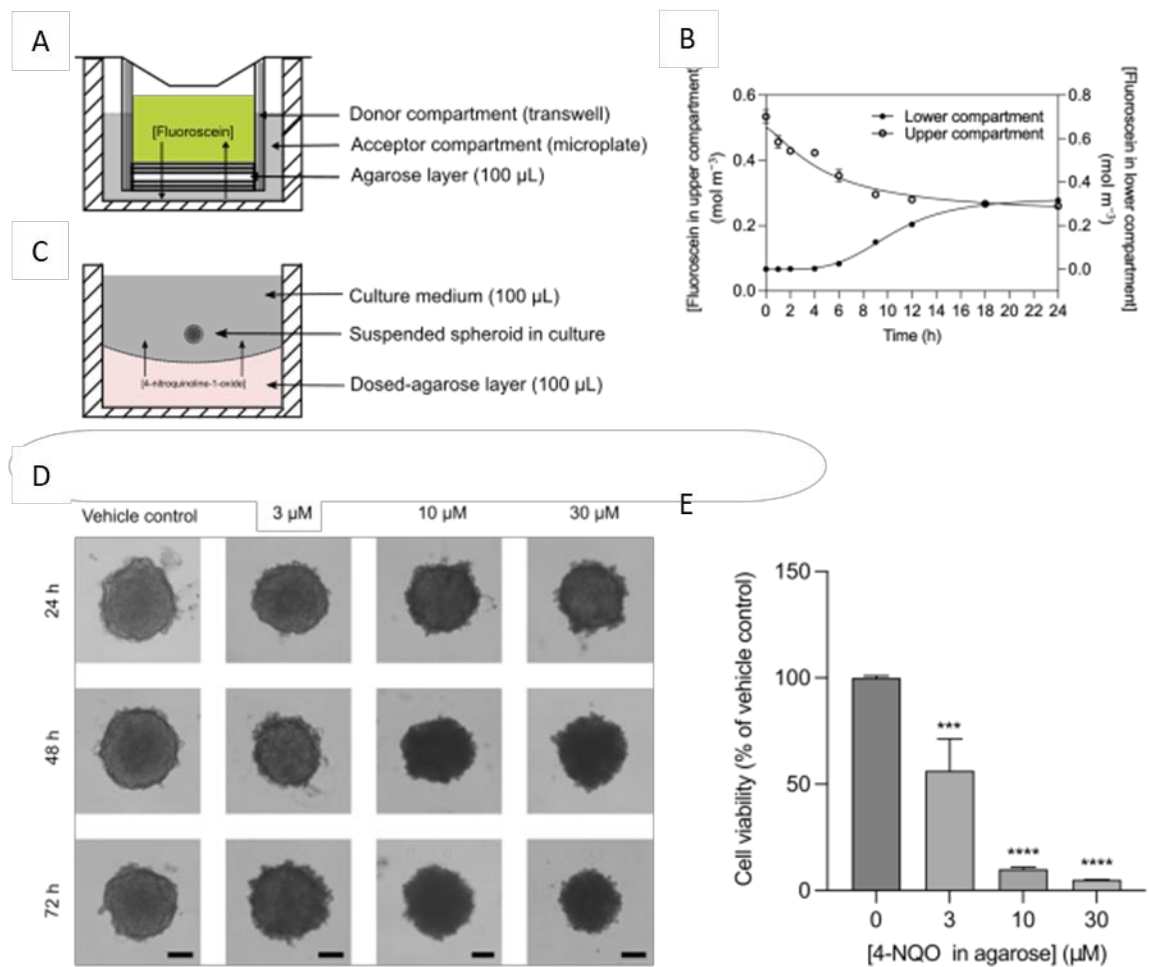 A
[Fluoroscein]
Donor compartment (transwell)
Acceptor compartment (microplate)
Agarose layer (100 µL)
B
[Fluoroscein in upper compartment]
(mol m⁻³)
0.6
0.4
0.2
0.0
Lower compartment
Upper compartment
0.8
0.6
0.4
0.2
0.0
(mol m⁻³)
[Fluoroscein in lower compartment]
0 2 4 6 8 10 12 14 16 18 20 22 24
Time (h)
C
Culture medium (100 µL)
Suspended spheroid in culture
[4-nitroquinoline-1-oxide]
Dosed-agarose layer (100 µL)
D
Vehicle control 3 µM 10 µM 30 µM
24 h
48 h
72 h
E
Cell viability (% of vehicle control)
150
100
50
0
***
****
****
0 3 10 30
[4-NQO in agarose] (µM)